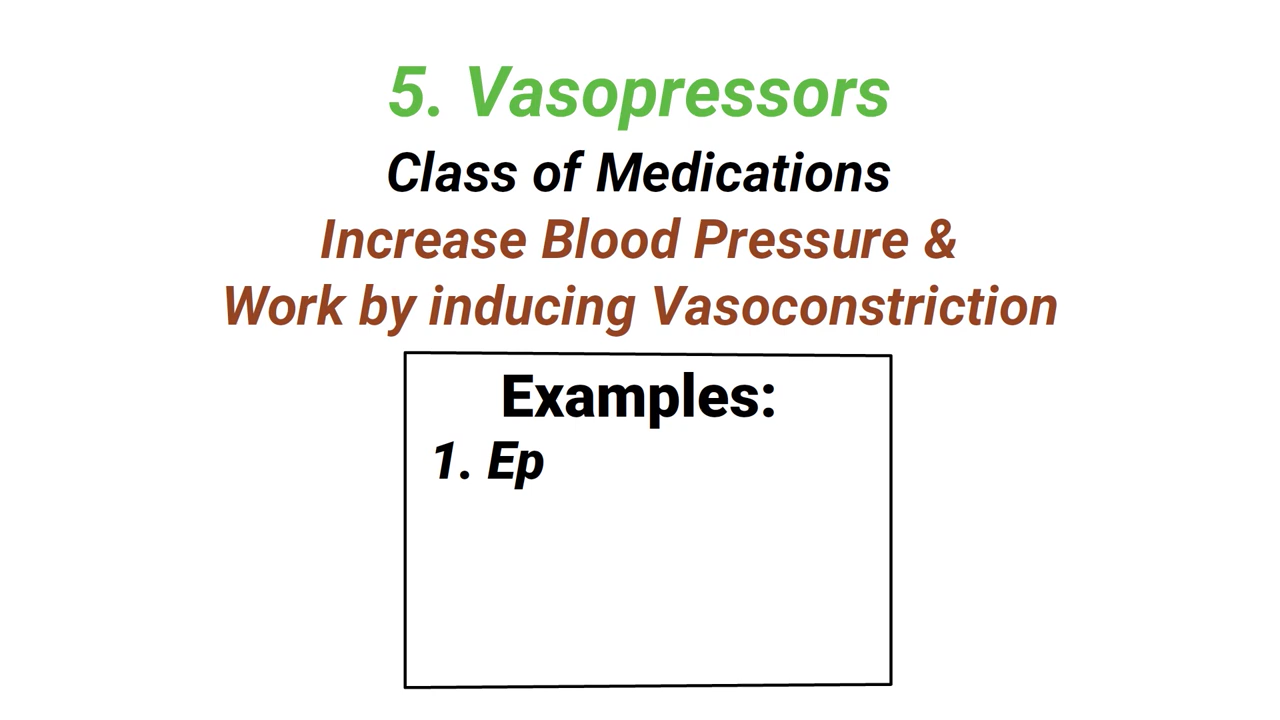 5. Vasopressors
Class of Medications
Increase Blood Pressure &
Work by inducing Vasoconstriction
Examples:
1. Ep